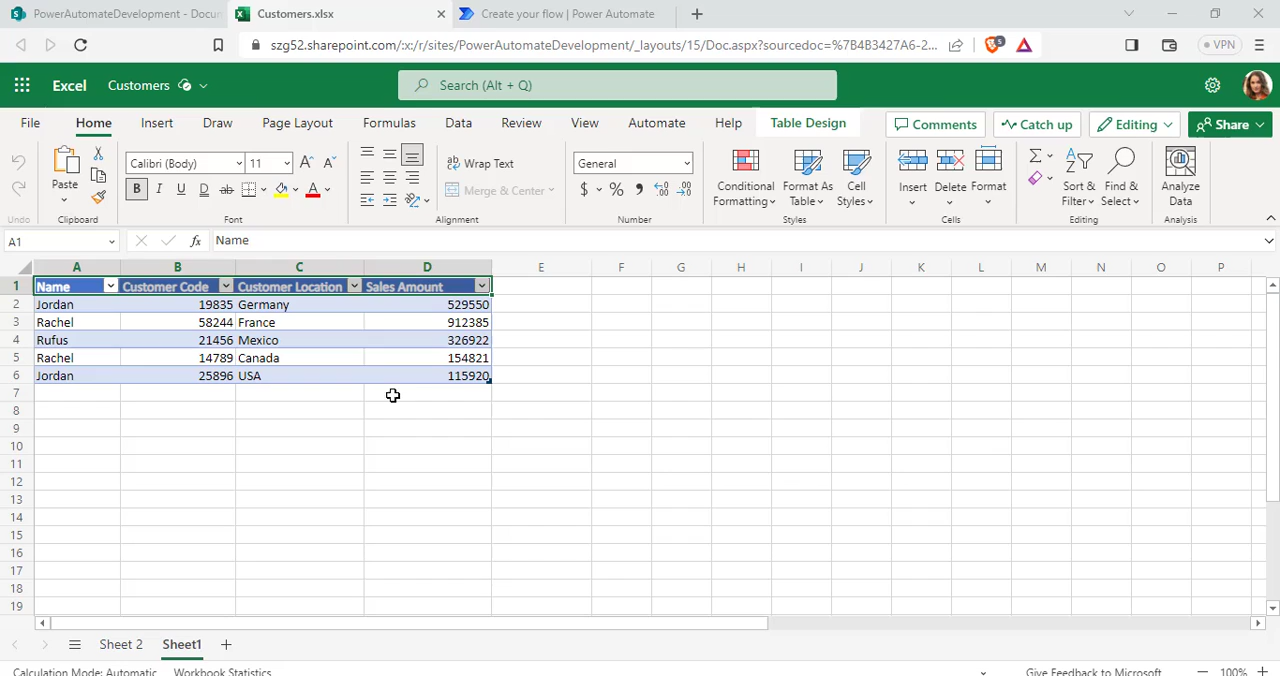 PowerAutomateDevelopment - Docum
Customers.xlsx
Create your flow | Power Automate
szg52.sharepoint.com/:x:/r/sites/PowerAutomateDevelopment/_layouts/15/Doc.aspx?sourcedoc=%7B4B3427A6-2...
5
VPN
Excel
Customers
Search (Alt + Q)
File
Home
Insert
Draw
Page Layout
Formulas
Data
Review
View
Automate
Help
Table Design
Comments
Catch up
Editing
Share
Paste
Calibri (Body)
11
Wrap Text
General
Conditional Formatting
Format As Table
Cell Styles
Insert
Delete
Format
Sort & Filter
Find & Select
Analyze Data
B I U D ab
Merge & Center
$ % 9
Undo
Clipboard
Font
Alignment
Number
Styles
Cells
Editing
Analysis
A1
fx
Name
A B C D E F G H I J K L M N O P
1 Name Customer Code Customer Location Sales Amount
2 Jordan 19835 Germany 529550
3 Rachel 58244 France 912385
4 Rufus 21456 Mexico 326922
5 Rachel 14789 Canada 154821
6 Jordan 25896 USA 115920
7
8
9
10
11
12
13
14
15
16
17
18
19
Sheet 2
Sheet1
Calculation Mode: Automatic
Workbook Statistics
Give Feedback to Microsoft
100%